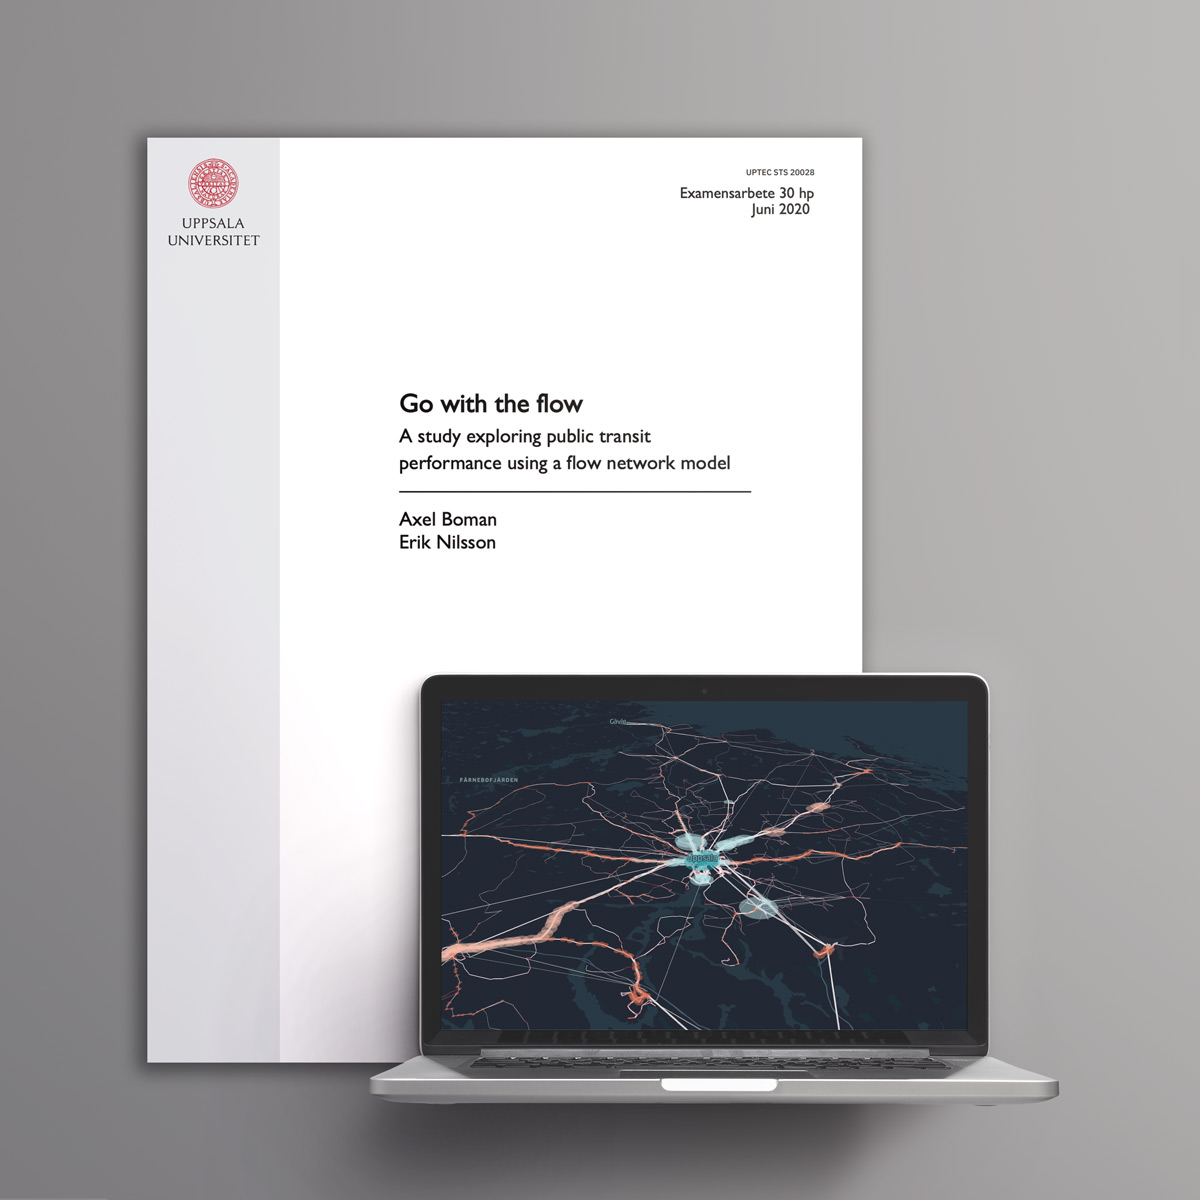 UPPSALA
UNIVERSITET
UPTEC STS 20028
Examensarbete 30 hp
Juni 2020
Go with the flow
A study exploring public transit
performance using a flow network model
Axel Boman
Erik Nilsson
Gävle
FÄRNEBOFJÄRDEN
Uppsala